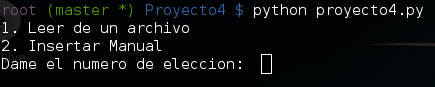 root (master *) Proyecto4 $ python proyecto4.py
1. Leer de un archivo
2. Insertar Manual
Dame el numero de eleccion: